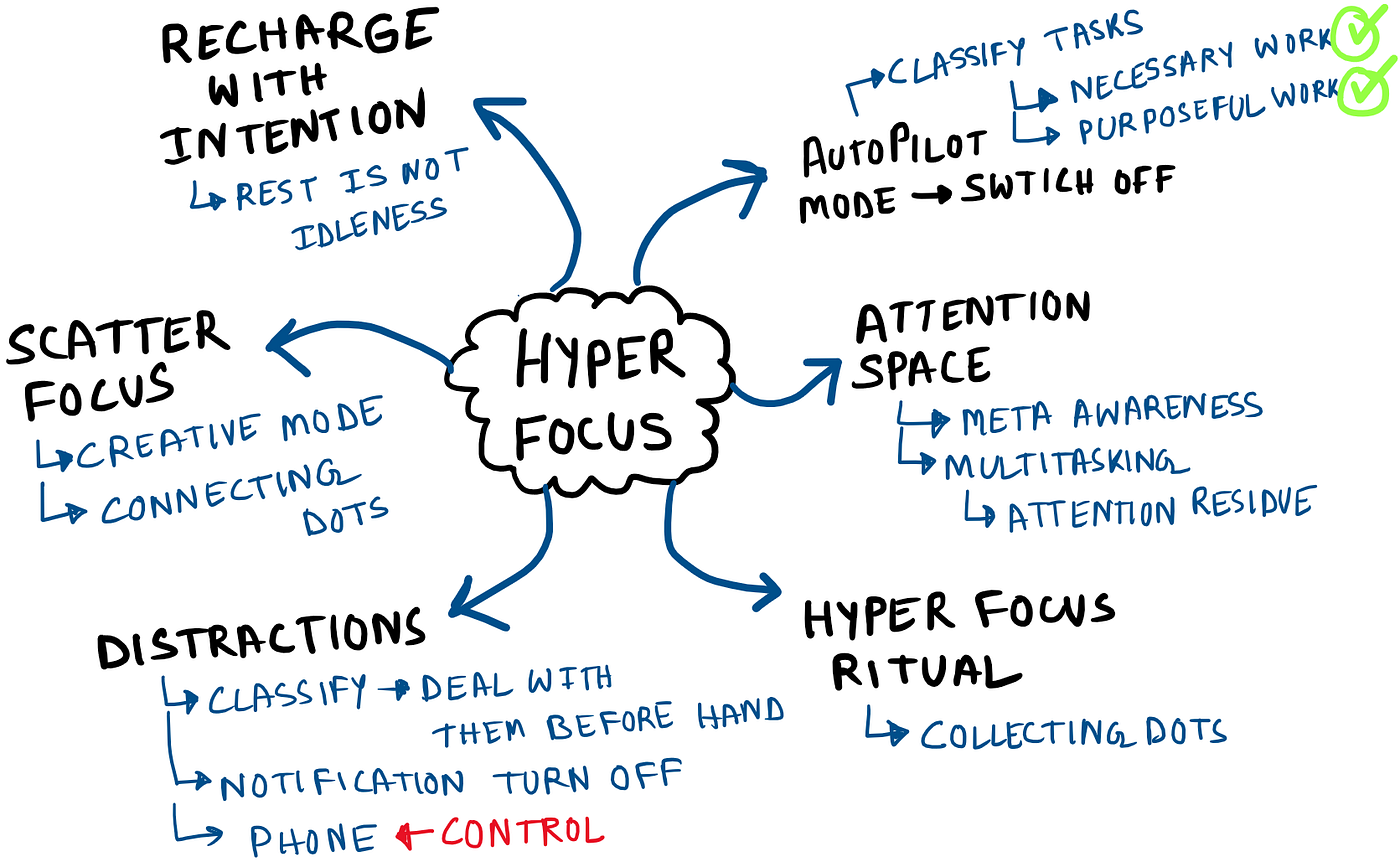 RECHARGE
WITH
INTENTION
REST IS NOT
IDLENESS
CLASSIFY TASKS
NECESSARY WORK
PURPOSEFUL WORK
AUTOPILOT
MODE → SWTICH OFF
SCATTER
FOCUS
CREATIVE MODE
CONNECTING
DOTS
HYPER
FOCUS
ATTENTION
SPACE
META AWARENESS
MULTITASKING
ATTENTION RESIDUE
DISTRACTIONS
CLASSIFY → DEAL WITH
THEM BEFORE HAND
NOTIFICATION TURN OFF
PHONE ← CONTROL
HYPER FOCUS
RITUAL
COLLECTING DOTS